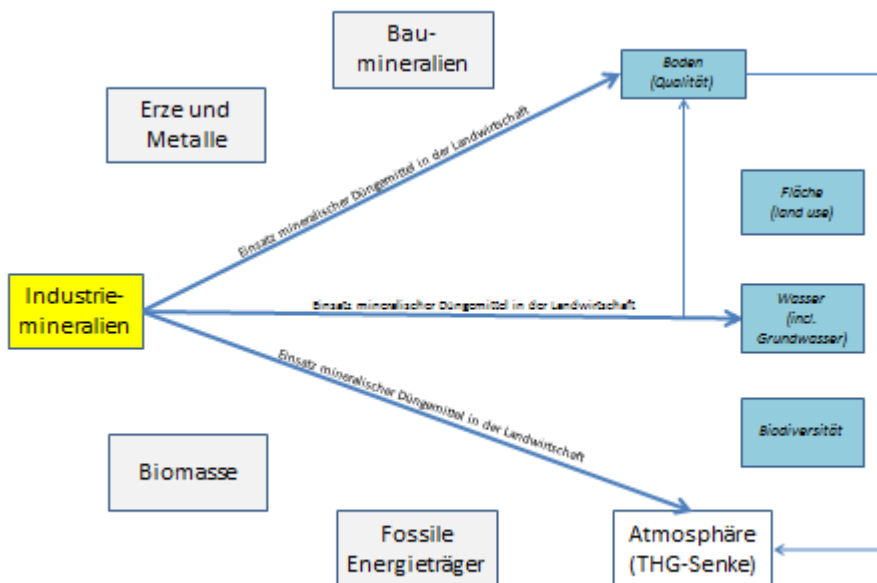 Bau-
mineralien
Boden
(Qualität)
Erze und
Metalle
Einsatz mineralischer Düngemittel in der Landwirtschaft
Fläche
(land use)
Industrie-
mineralien
Einsatz mineralischer Düngemittel in der Landwirtschaft
Wasser
(incl.
Grundwasser)
Einsatz mineralischer Düngemittel in der Landwirtschaft
Biodiversität
Biomasse
Fossile
Energieträger
Atmosphäre
(THG-Senke)